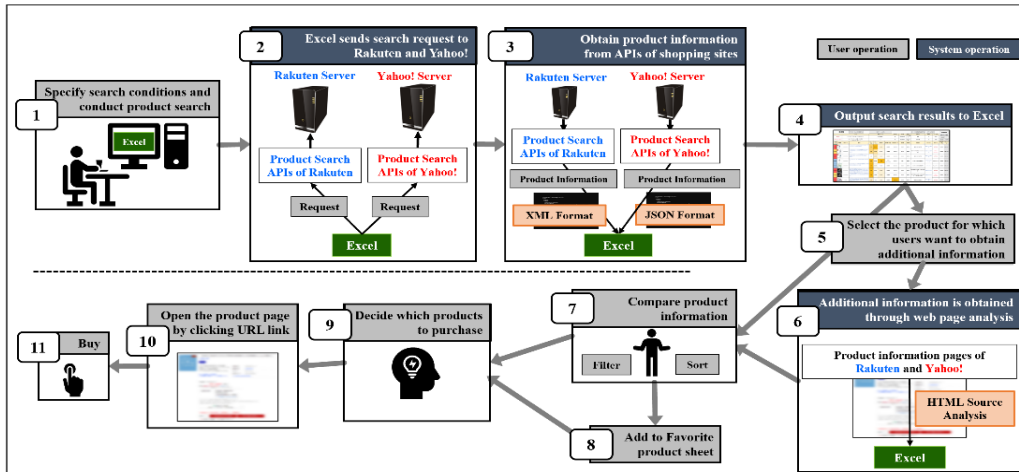 User operation
System operation
1
Specify search conditions and
conduct product search
Excel
2
Excel sends search request to
Rakuten and Yahoo!
Rakuten Server
Yahoo! Server
Product Search
APIs of Rakuten
Product Search
APIs of Yahoo!
Request
Request
Excel
3
Obtain product information
from APIs of shopping sites
Rakuten Server
Yahoo! Server
Product Search
APIs of Rakuten
Product Search
APIs of Yahoo!
Product Information
Product Information
XML Format
JSON Format
Excel
4
Output search results to Excel
5
Select the product for which
users want to obtain
additional information
6
Additional information is obtained
through web page analysis
Product information pages of
Rakuten and Yahoo!
HTML Source
Analysis
Excel
7
Compare product
information
Filter
Sort
8
Add to Favorite
product sheet
9
Decide which products
to purchase
10
Open the product page
by clicking URL link
11
Buy